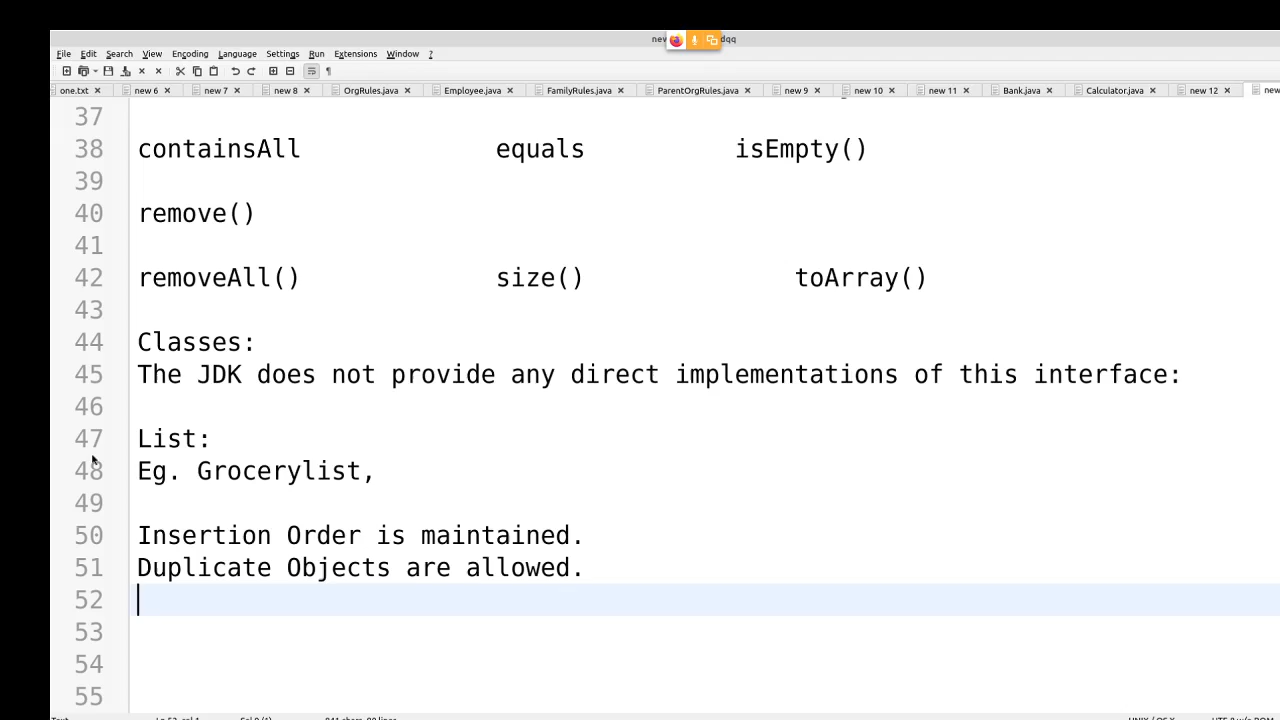 new dqq
File Edit Search View Encoding Language Settings Run Extensions Window ?
one.txt new 6 new 7 new 8 OrgRules.java Employee.java FamilyRules.java ParentOrgRules.java new 9 new 10 new 11 Bank.java Calculator.java new 12 new
37
38 containsAll equals isEmpty()
39
40 remove()
41
42 removeAll() size() toArray()
43
44 Classes:
45 The JDK does not provide any direct implementations of this interface:
46
47 List:
48 Eg. Grocerylist,
49
50 Insertion Order is maintained.
51 Duplicate Objects are allowed.
52
53
54
55